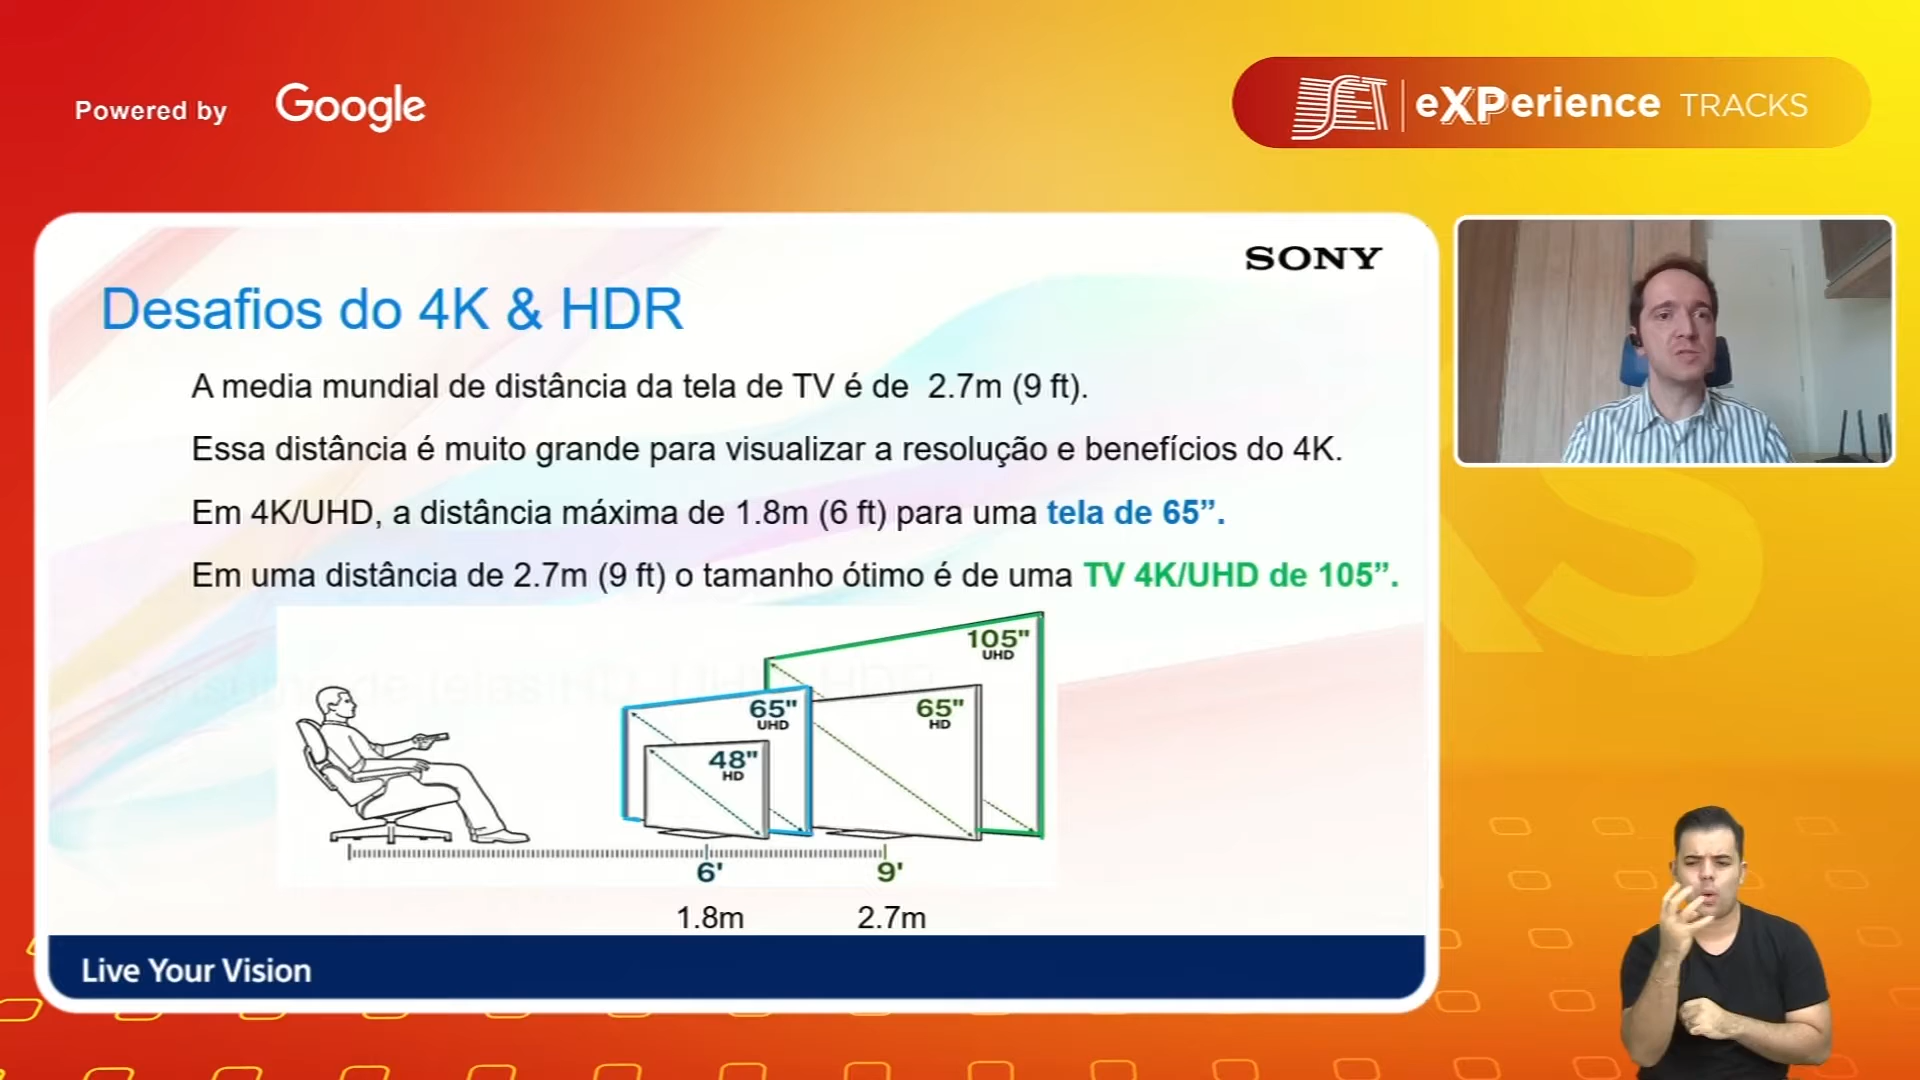 Powered by Google
SET eXPerience TRACKS
SONY
Desafios do 4K & HDR
A media mundial de distância da tela de TV é de 2.7m (9 ft).
Essa distância é muito grande para visualizar a resolução e benefícios do 4K.
Em 4K/UHD, a distância máxima de 1.8m (6 ft) para uma tela de 65”.
Em uma distância de 2.7m (9 ft) o tamanho ótimo é de uma TV 4K/UHD de 105”.
105"
UHD
65"
UHD
65"
HD
48"
HD
6'
9'
1.8m
2.7m
Live Your Vision